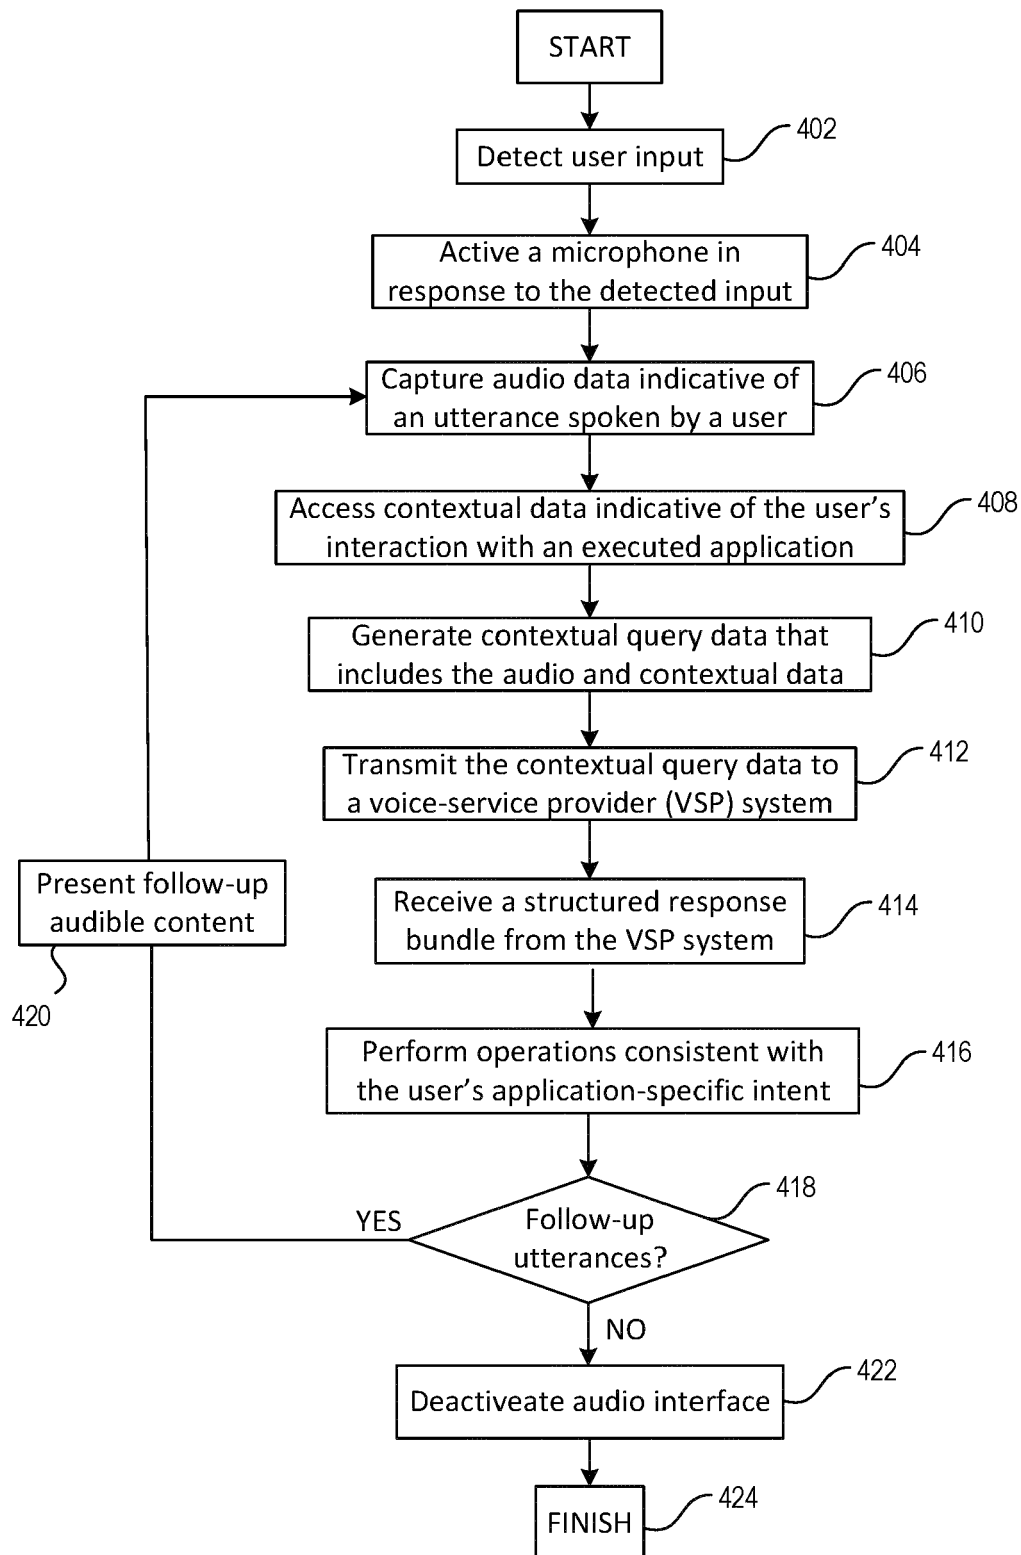 START
402
Detect user input
404
Active a microphone in
response to the detected input
406
Capture audio data indicative of
an utterance spoken by a user
408
Access contextual data indicative of the user's
interaction with an executed application
410
Generate contextual query data that
includes the audio and contextual data
412
Transmit the contextual query data to
a voice-service provider (VSP) system
Present follow-up
audible content
420
414
Receive a structured response
bundle from the VSP system
416
Perform operations consistent with
the user's application-specific intent
418
YES
Follow-up
utterances?
NO
422
Deactiveate audio interface
424
FINISH